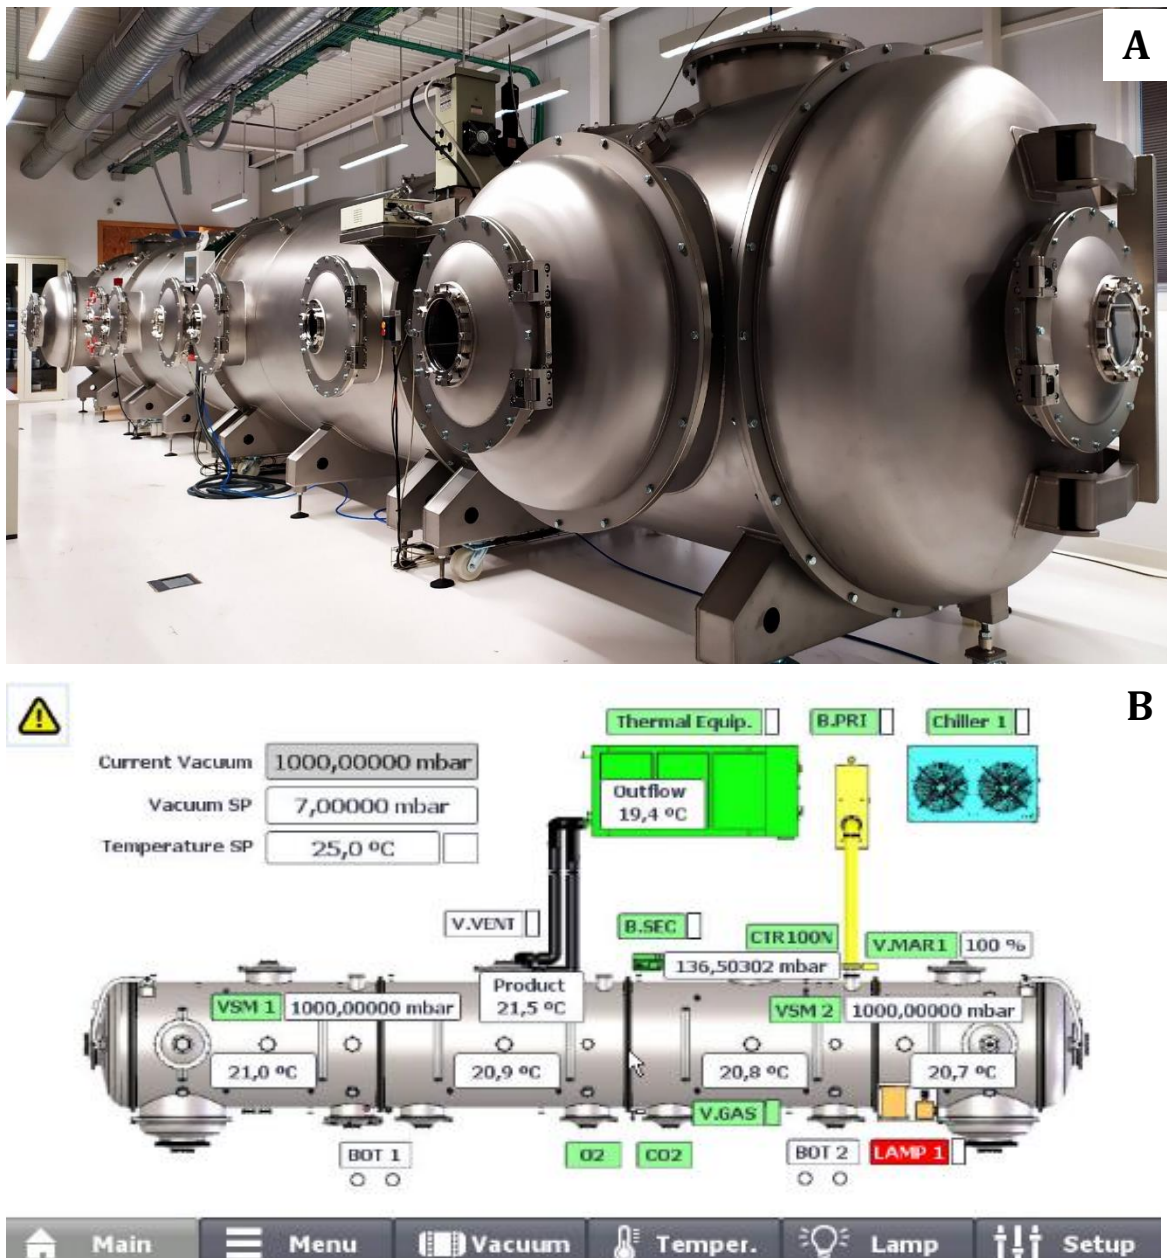 A
B
Thermal Equip.
B.PRI
Chiller 1
Current Vacuum 1000,00000 mbar
Vacuum SP 7,00000 mbar
Temperature SP 25,0 ºC
Outflow
19,4 ºC
V.VENT
B.SEC
CTR100N
V.MAR1 100 %
136,50302 mbar
Product
21,5 ºC
VSM 1 1000,00000 mbar
VSM 2 1000,00000 mbar
21,0 ºC
20,9 ºC
20,8 ºC
20,7 ºC
V.GAS
BOT 1
O2
CO2
BOT 2
LAMP 1
Main
Menu
Vacuum
Temper.
Lamp
Setup